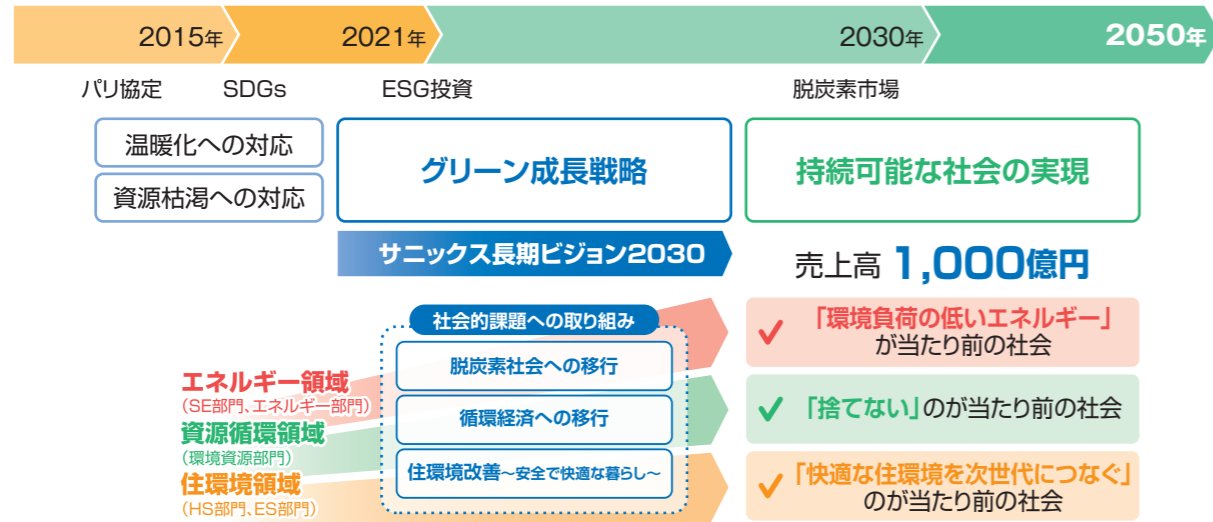 2015年 2021年 2030年 2050年
パリ協定 SDGs ESG投資 脱炭素市場
温暖化への対応
資源枯渇への対応
グリーン成長戦略
持続可能な社会の実現
サニックス長期ビジョン2030
売上高 1,000億円
社会的課題への取り組み
脱炭素社会への移行
循環経済への移行
住環境改善~安全で快適な暮らし~
エネルギー領域
(SE部門、エネルギー部門)
資源循環領域
(環境資源部門)
住環境領域
(HS部門、ES部門)
「環境負荷の低いエネルギー」
が当たり前の社会
「捨てない」のが当たり前の社会
「快適な住環境を次世代につなぐ」
のが当たり前の社会